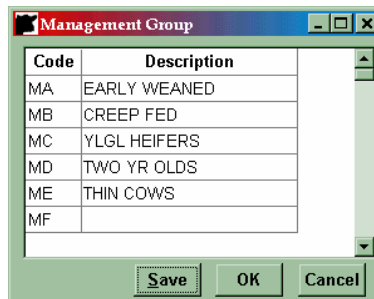 Management Group
Code Description
MA EARLY WEANED
MB CREEP FED
MC YLGL HEIFERS
MD TWO YR OLDS
ME THIN COWS
MF
Save OK Cancel